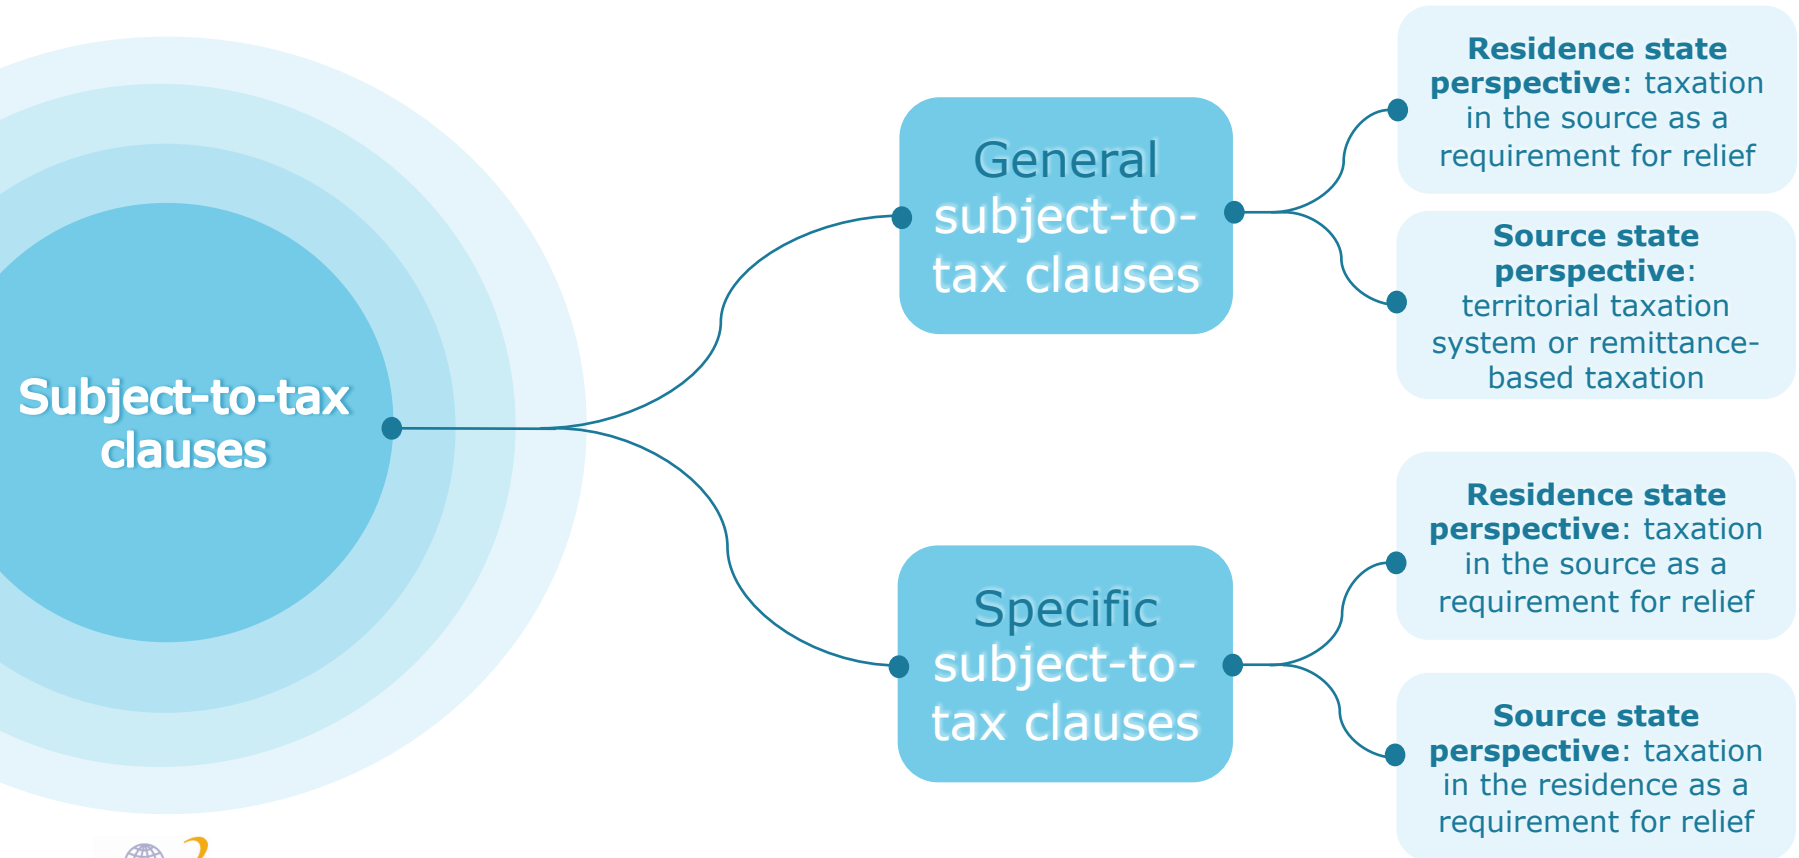 Subject-to-tax
clauses
General
subject-to-
tax clauses
Residence state
perspective: taxation
in the source as a
requirement for relief
Source state
perspective:
territorial taxation
system or remittance-
based taxation
Specific
subject-to-
tax clauses
Residence state
perspective: taxation
in the source as a
requirement for relief
Source state
perspective: taxation
in the residence as a
requirement for relief